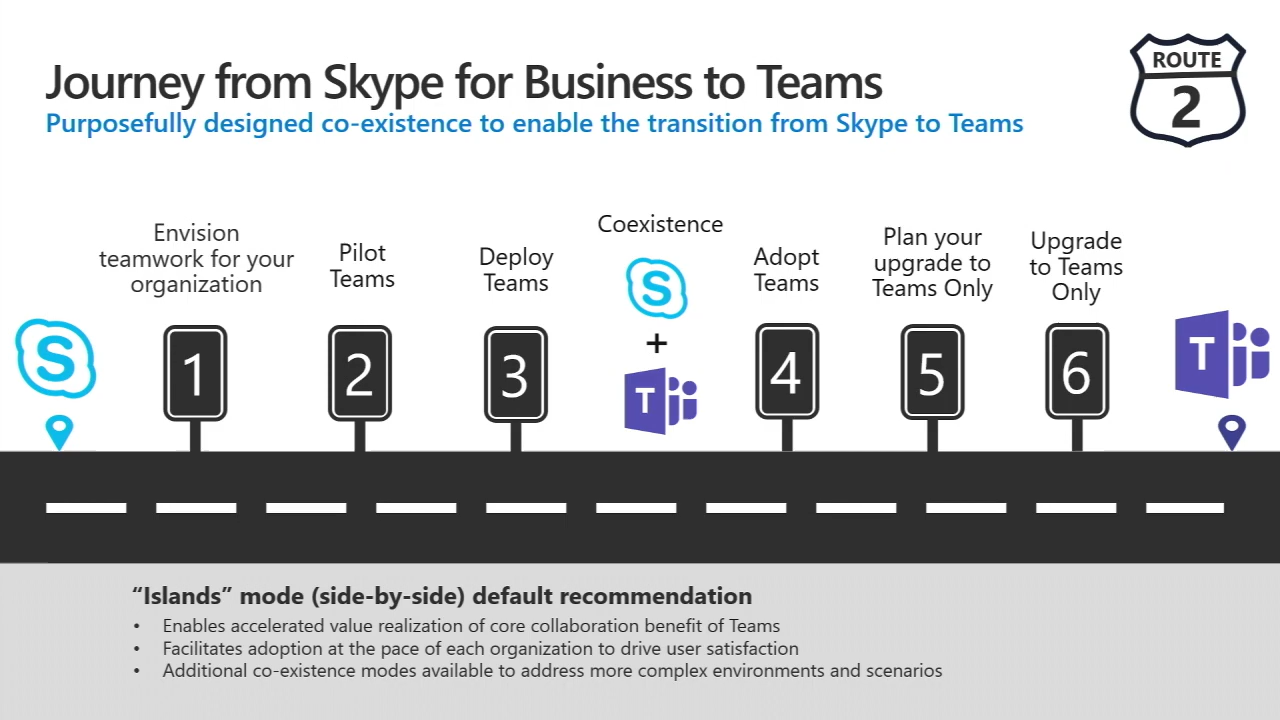 ROUTE
2
Journey from Skype for Business to Teams
Purposefully designed co-existence to enable the transition from Skype to Teams
Envision
teamwork for your
organization
1
Pilot
Teams
2
Deploy
Teams
3
Coexistence
S
+
T
Adopt
Teams
4
Plan your
upgrade to
Teams Only
5
Upgrade
to Teams
Only
6
S
T
“Islands” mode (side-by-side) default recommendation
• Enables accelerated value realization of core collaboration benefit of Teams
• Facilitates adoption at the pace of each organization to drive user satisfaction
• Additional co-existence modes available to address more complex environments and scenarios